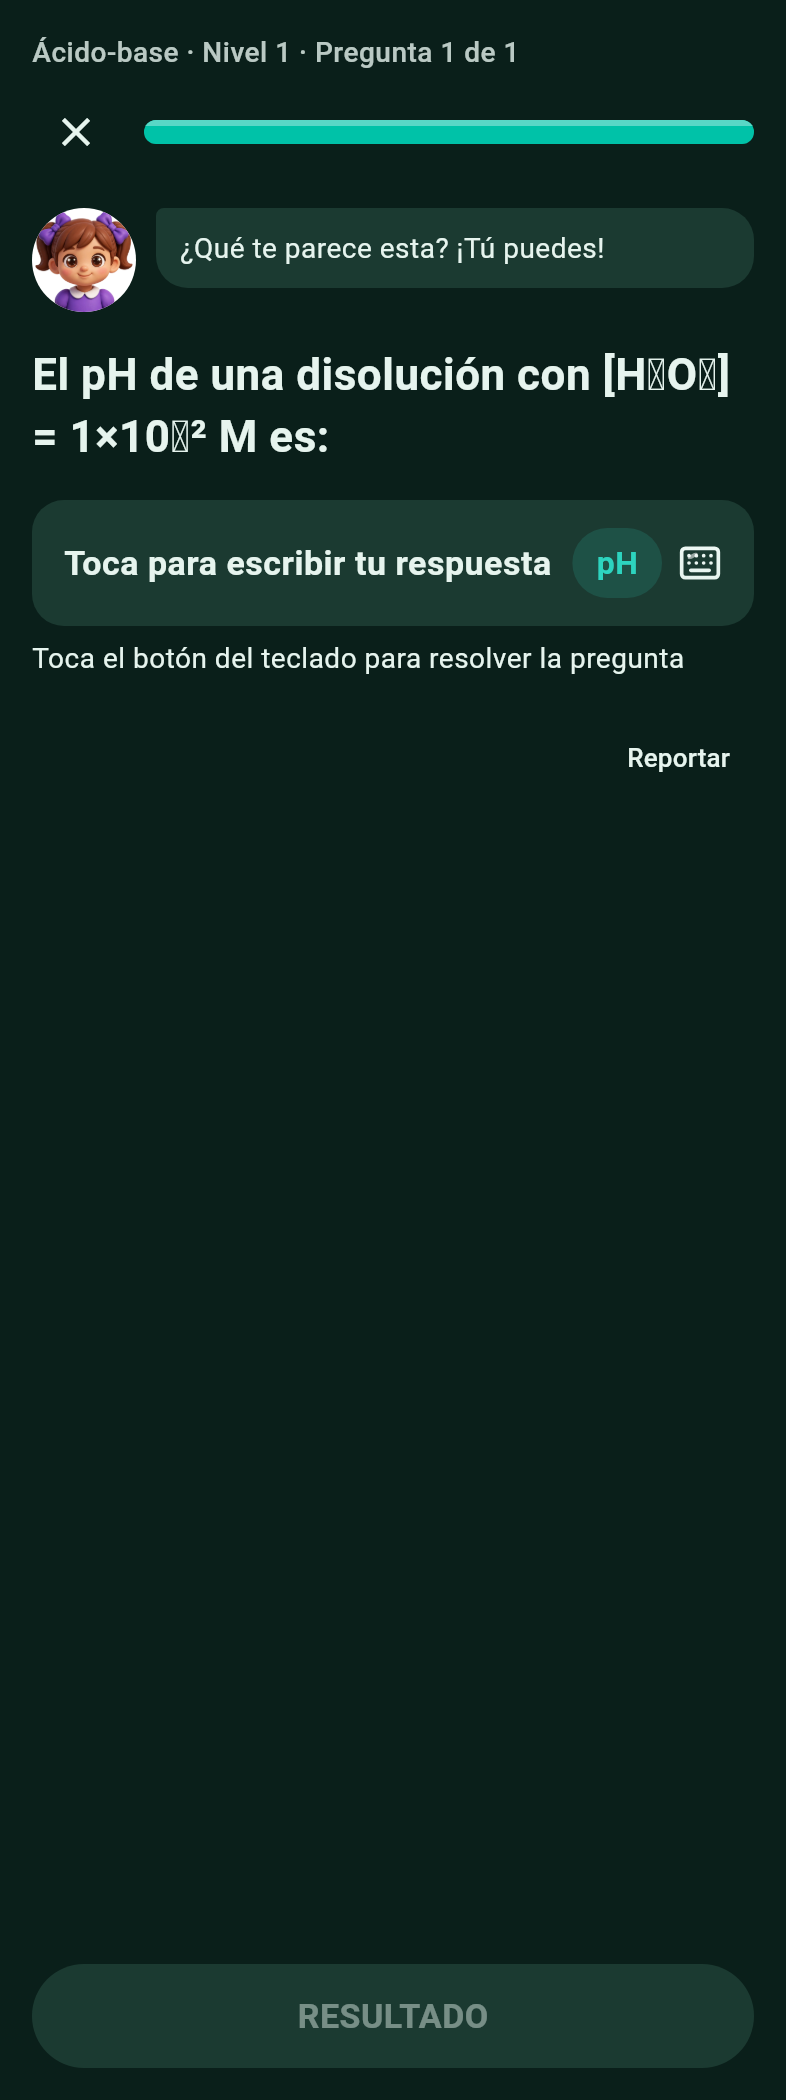 Ácido-base · Nivel 1 · Pregunta 1 de 1
¿Qué te parece esta? ¡Tú puedes!
El pH de una disolución con [H▯O▯]
= 1×10▯² M es:
Toca para escribir tu respuesta pH
Toca el botón del teclado para resolver la pregunta
Reportar
RESULTADO